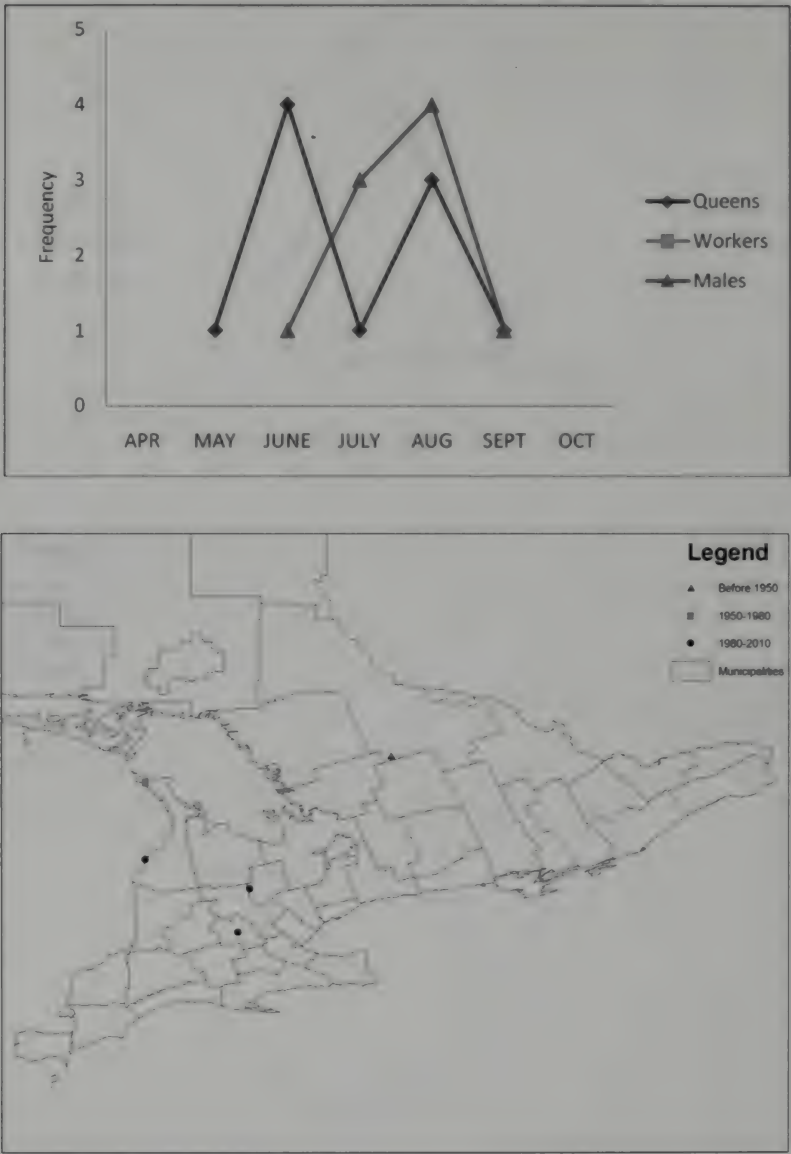 5
4
3
2
1
0
Frequency
APR MAY JUNE JULY AUG SEPT OCT
Queens
Workers
Males
Legend
Before 1950
1950-1980
1980-2010
Municipalities